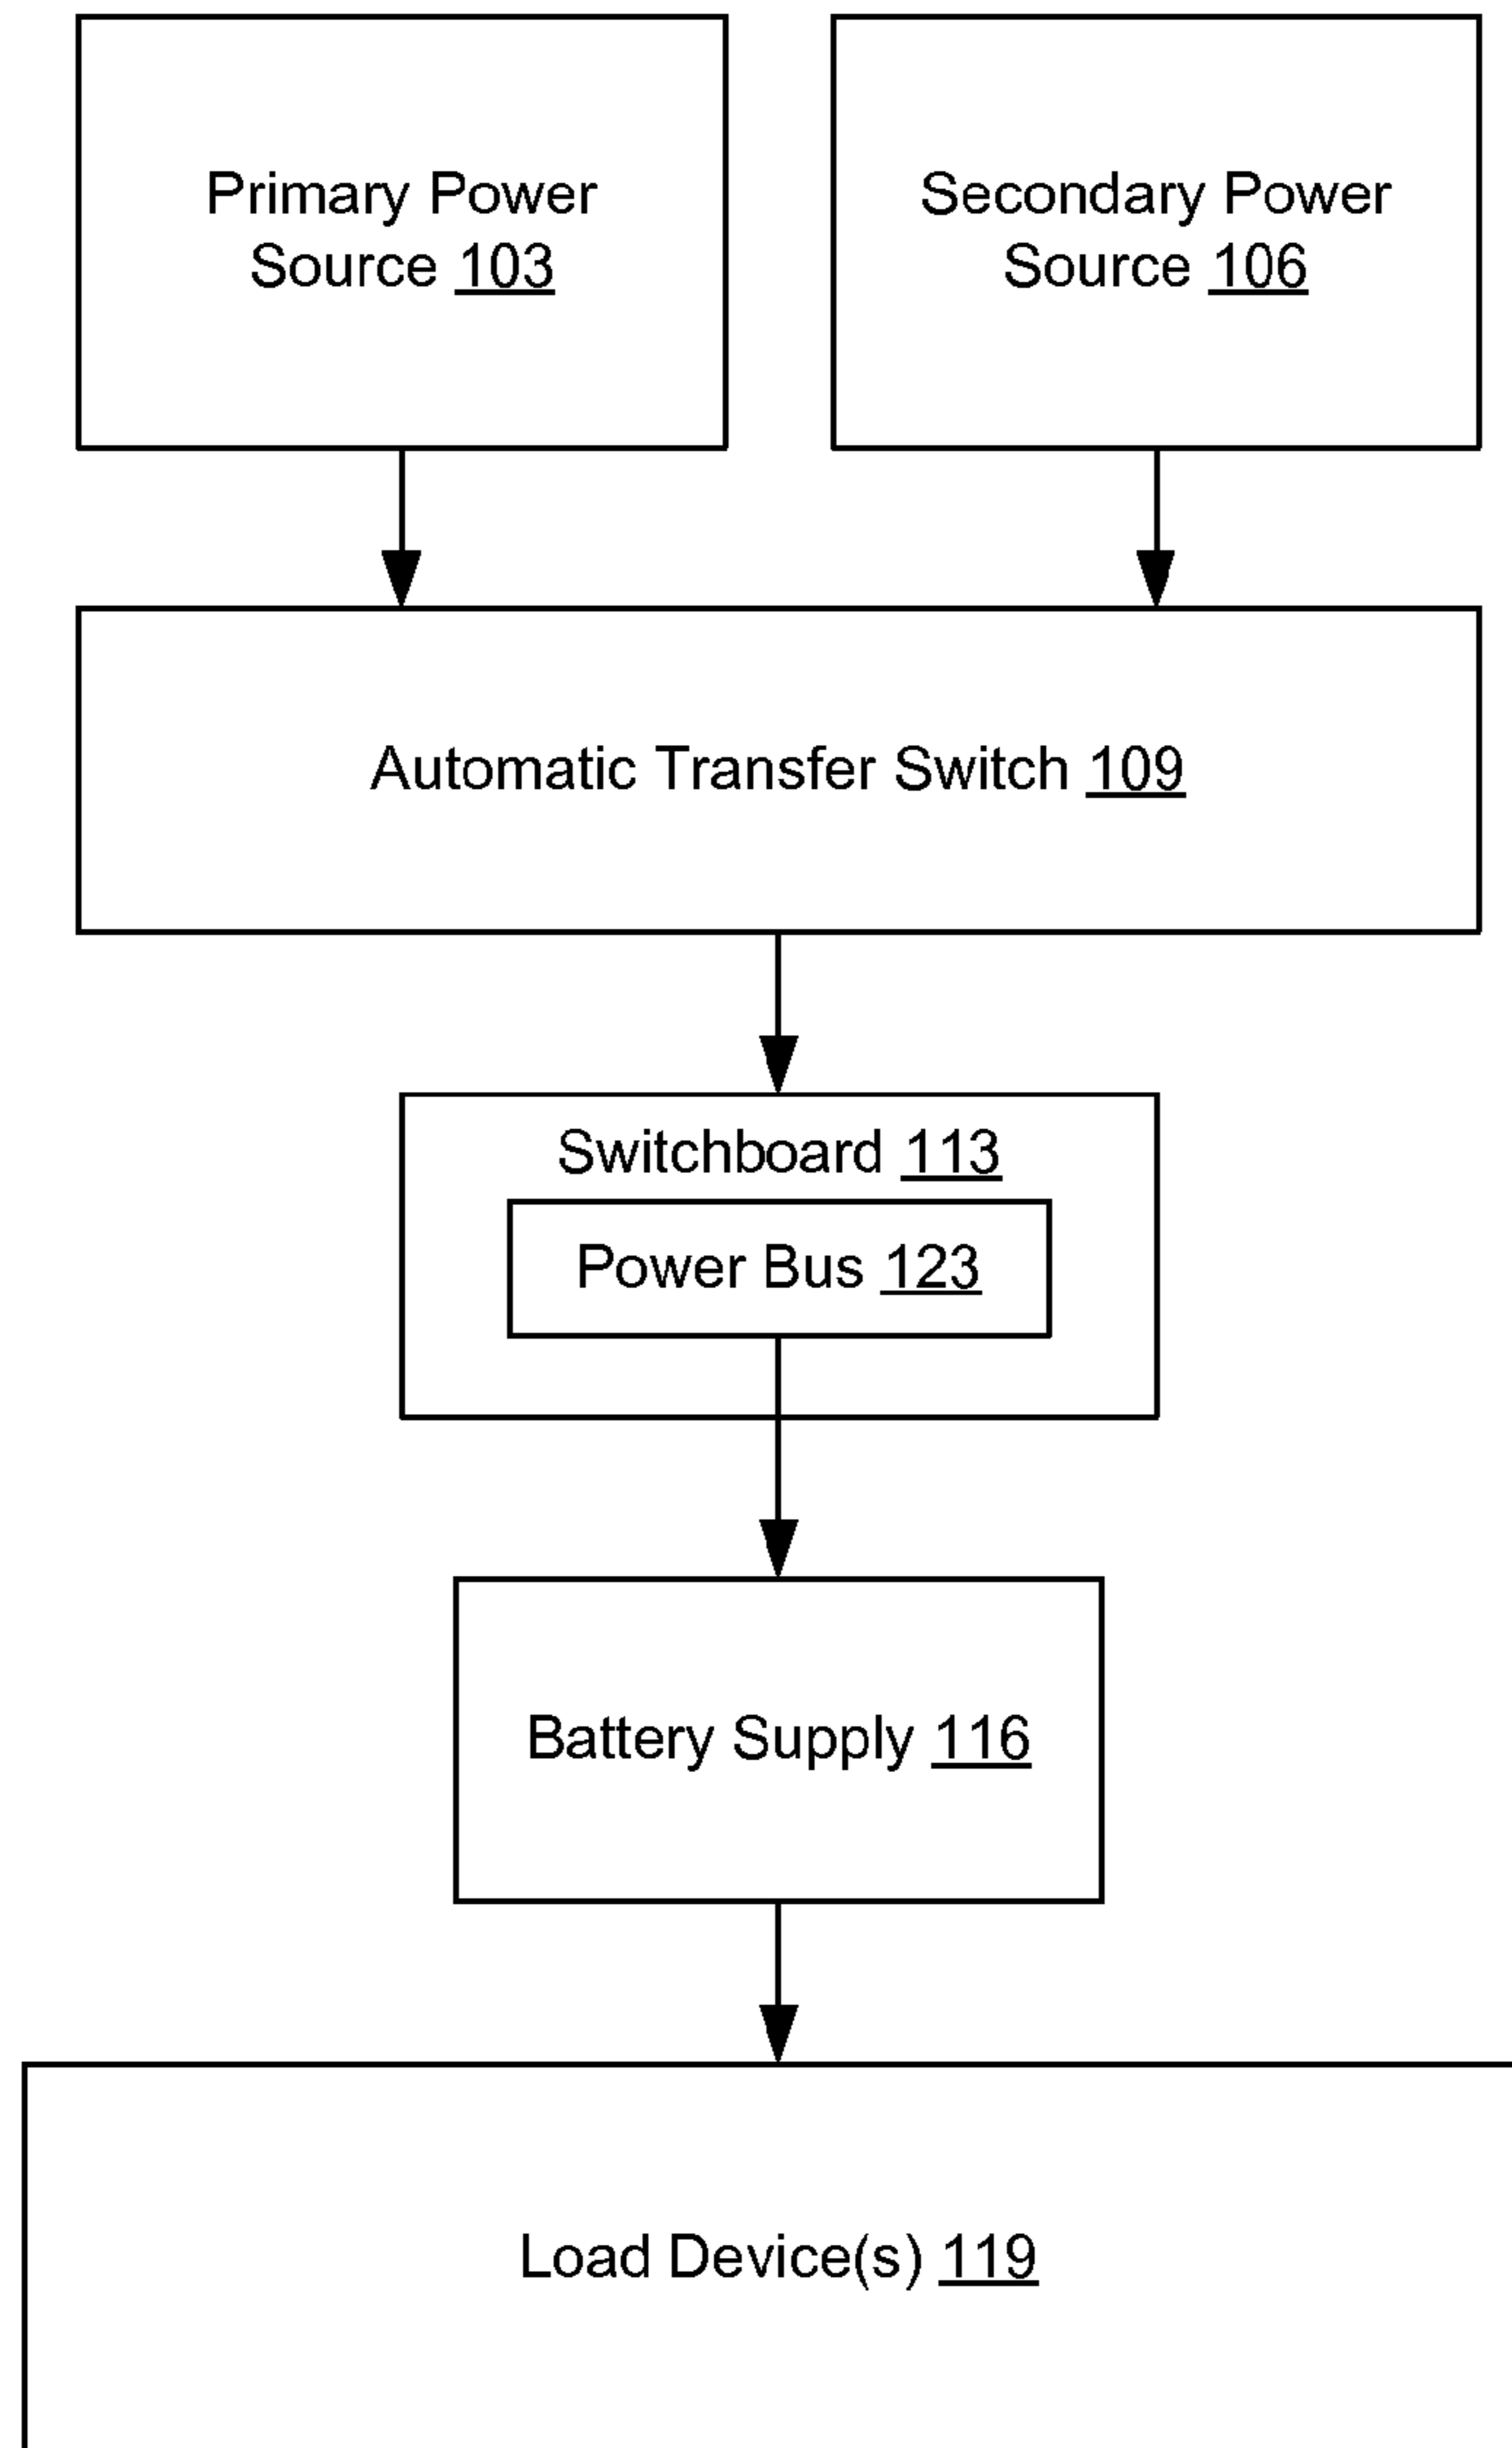 Primary Power
Source 103
Secondary Power
Source 106
Automatic Transfer Switch 109
Switchboard 113
Power Bus 123
Battery Supply 116
Load Device(s) 119